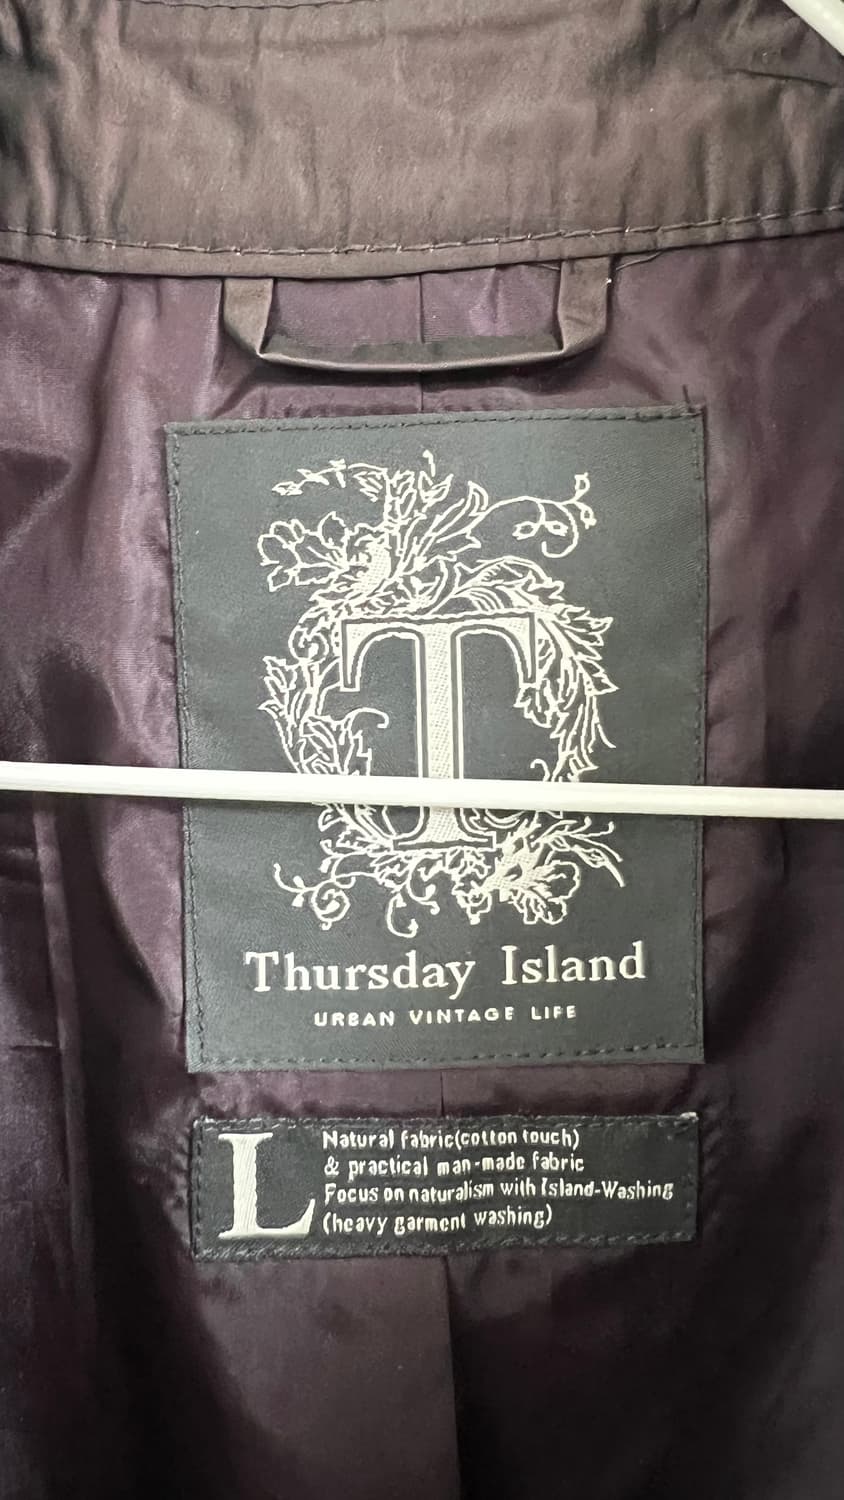 T
Thursday Island
URBAN VINTAGE LIFE
L
Natural fabric(cotton touch)
& practical man-made fabric
Focus on naturalism with Island-Washing
(heavy garment washing)